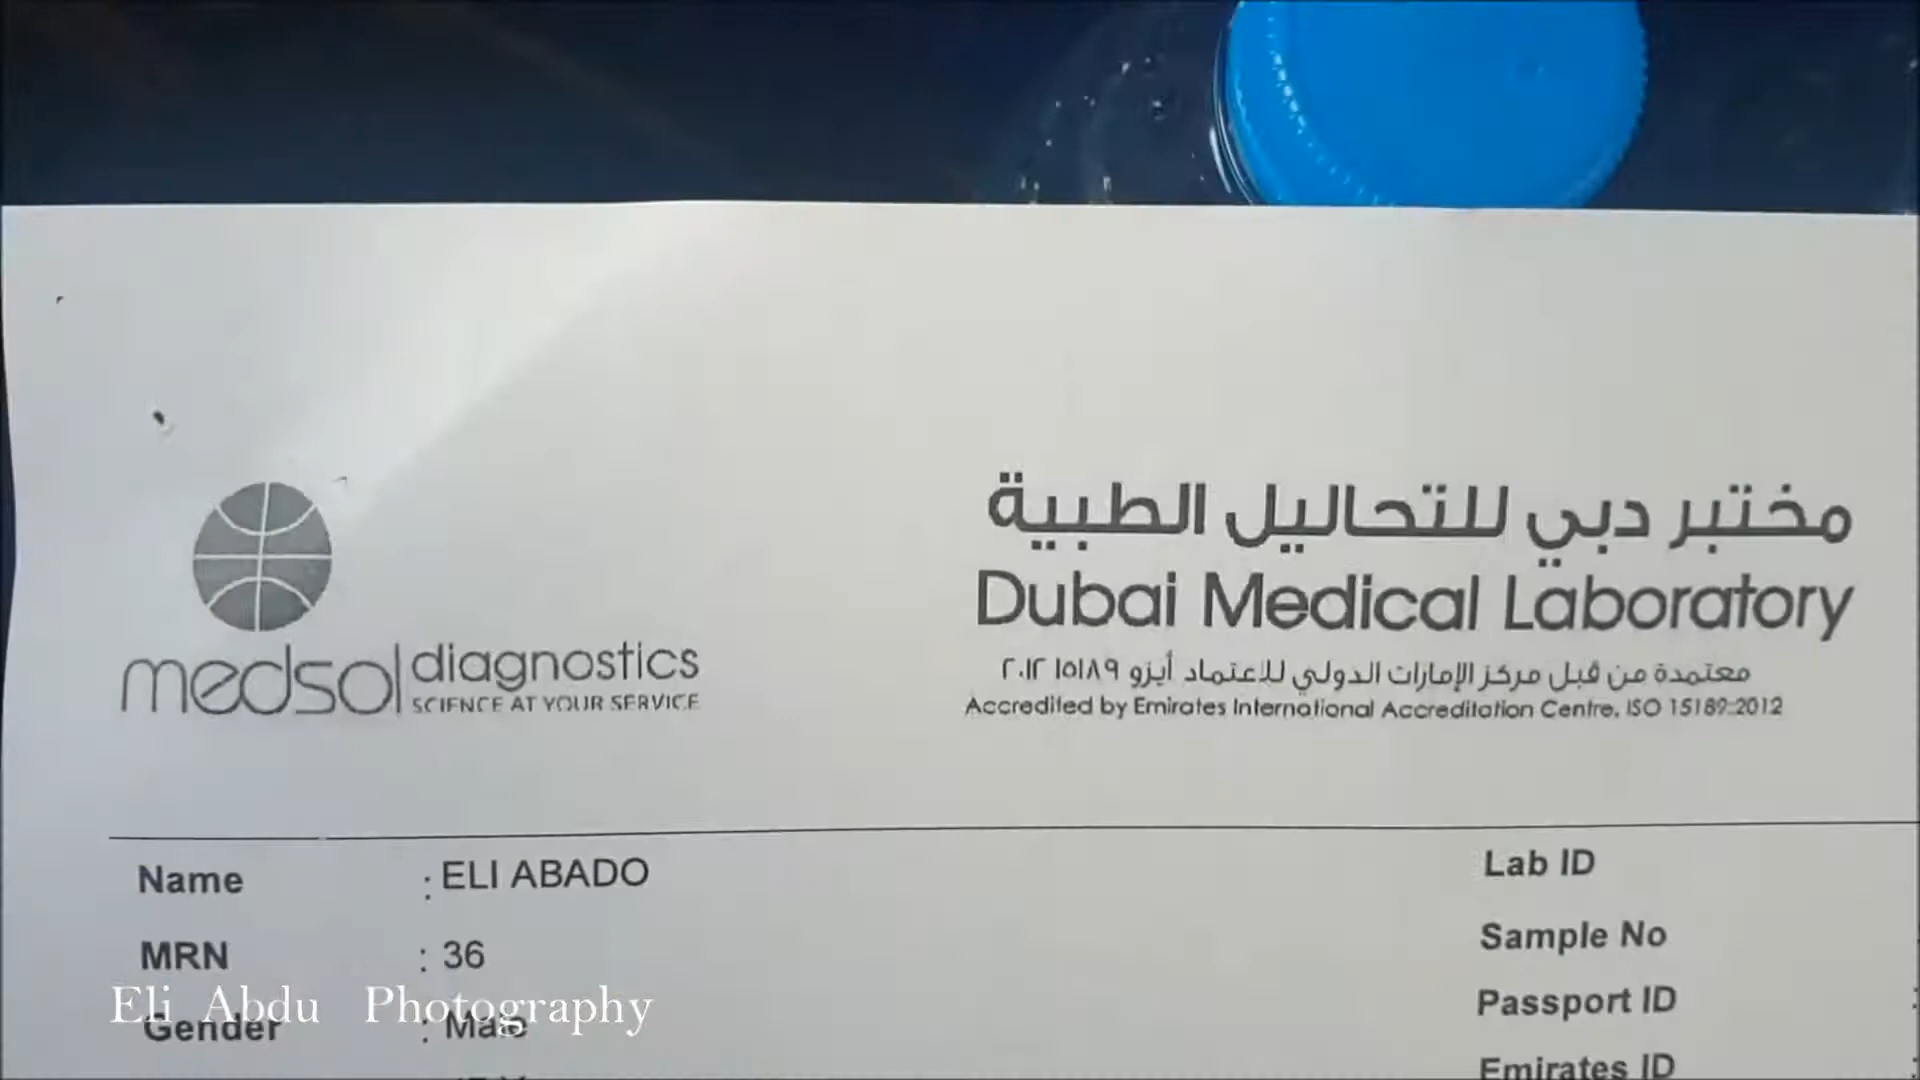 مختبر دبي للتحاليل الطبية
Dubai Medical Laboratory
معتمدة من قبل مركز الإمارات الدولي للاعتماد أيزو ١٥١٨٩ ٢٠١٢
Accredited by Emirates International Accreditation Centre. ISO 15189:2012
medsol diagnostics
SCIENCE AT YOUR SERVICE
Name : ELI ABADO
Lab ID
MRN : 36
Sample No
Eli Abdu Photography
Passport ID
Gender : Male
Emirates ID